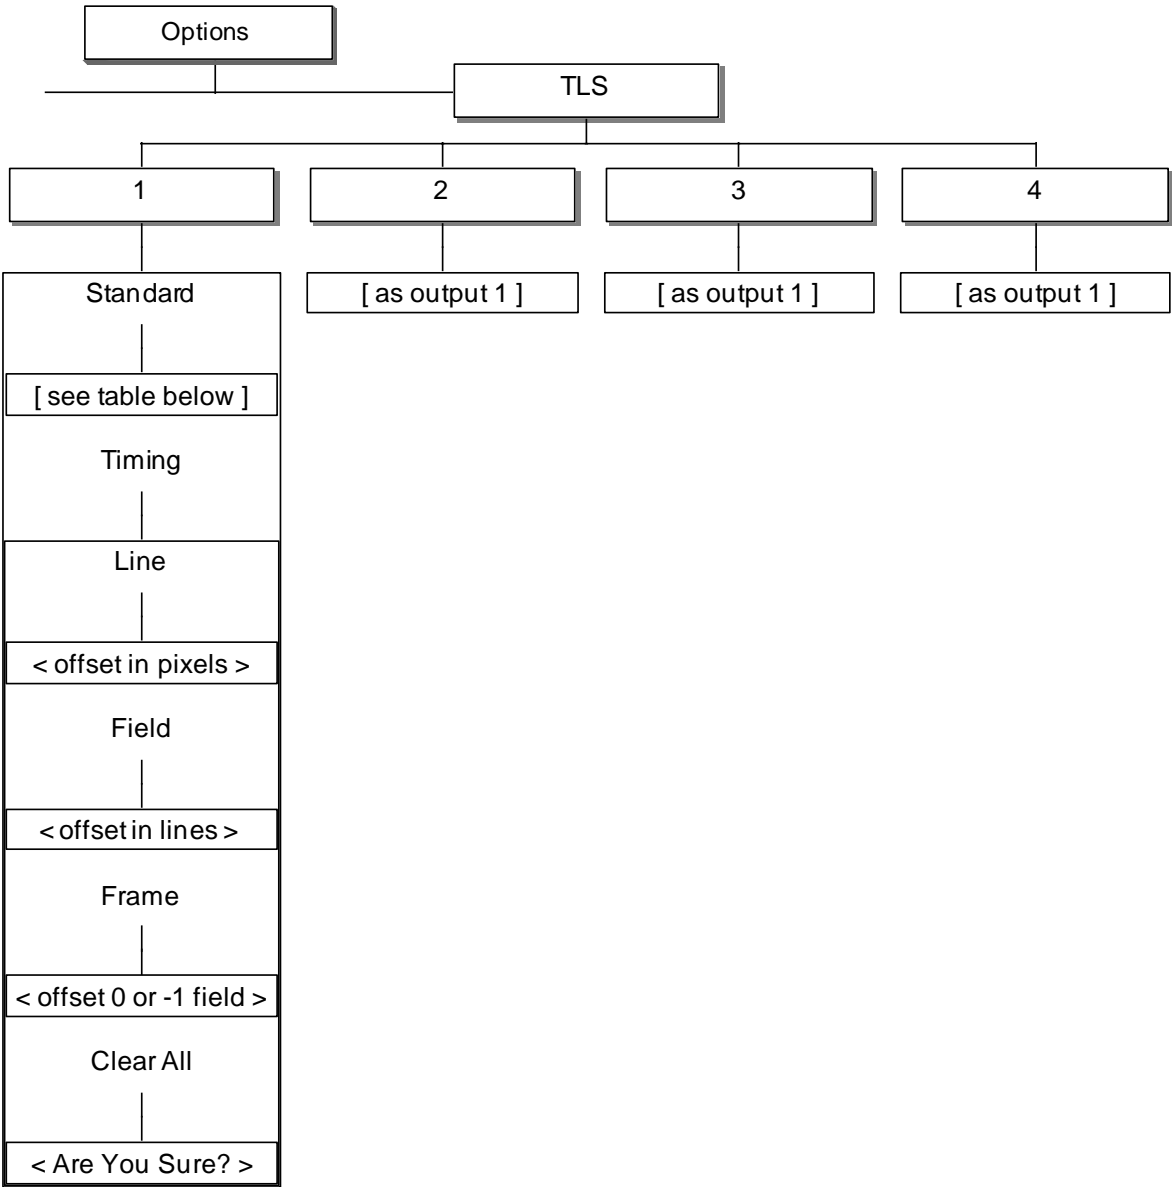 Options
TLS
1 2 3 4
Standard [ as output 1 ] [ as output 1 ] [ as output 1 ]
[ see table below ]
Timing
Line
< offset in pixels >
Field
< offset in lines >
Frame
< offset 0 or -1 field >
Clear All
< Are You Sure? >